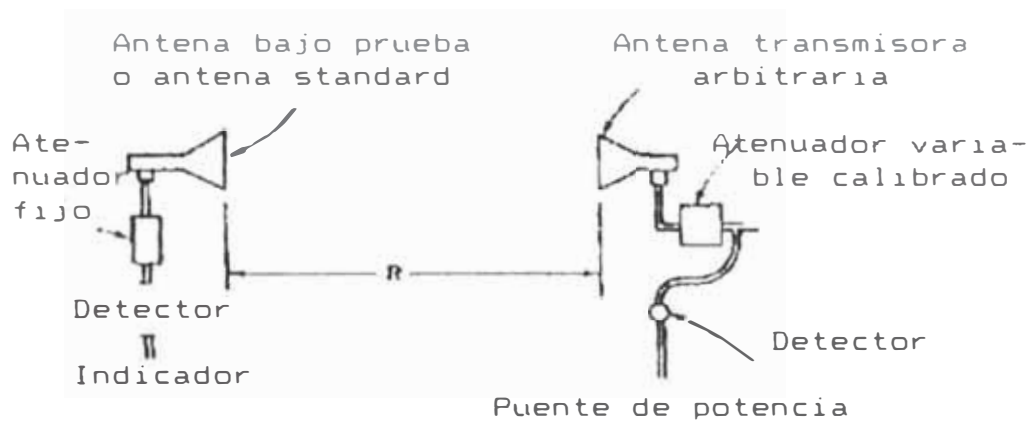 Antena bajo prueba
o antena standard
Antena transmisora
arbitraria
Ate-
nuador
fijo
Atenuador varia-
ble calibrado
R
Detector
Indicador
Detector
Puente de potencia